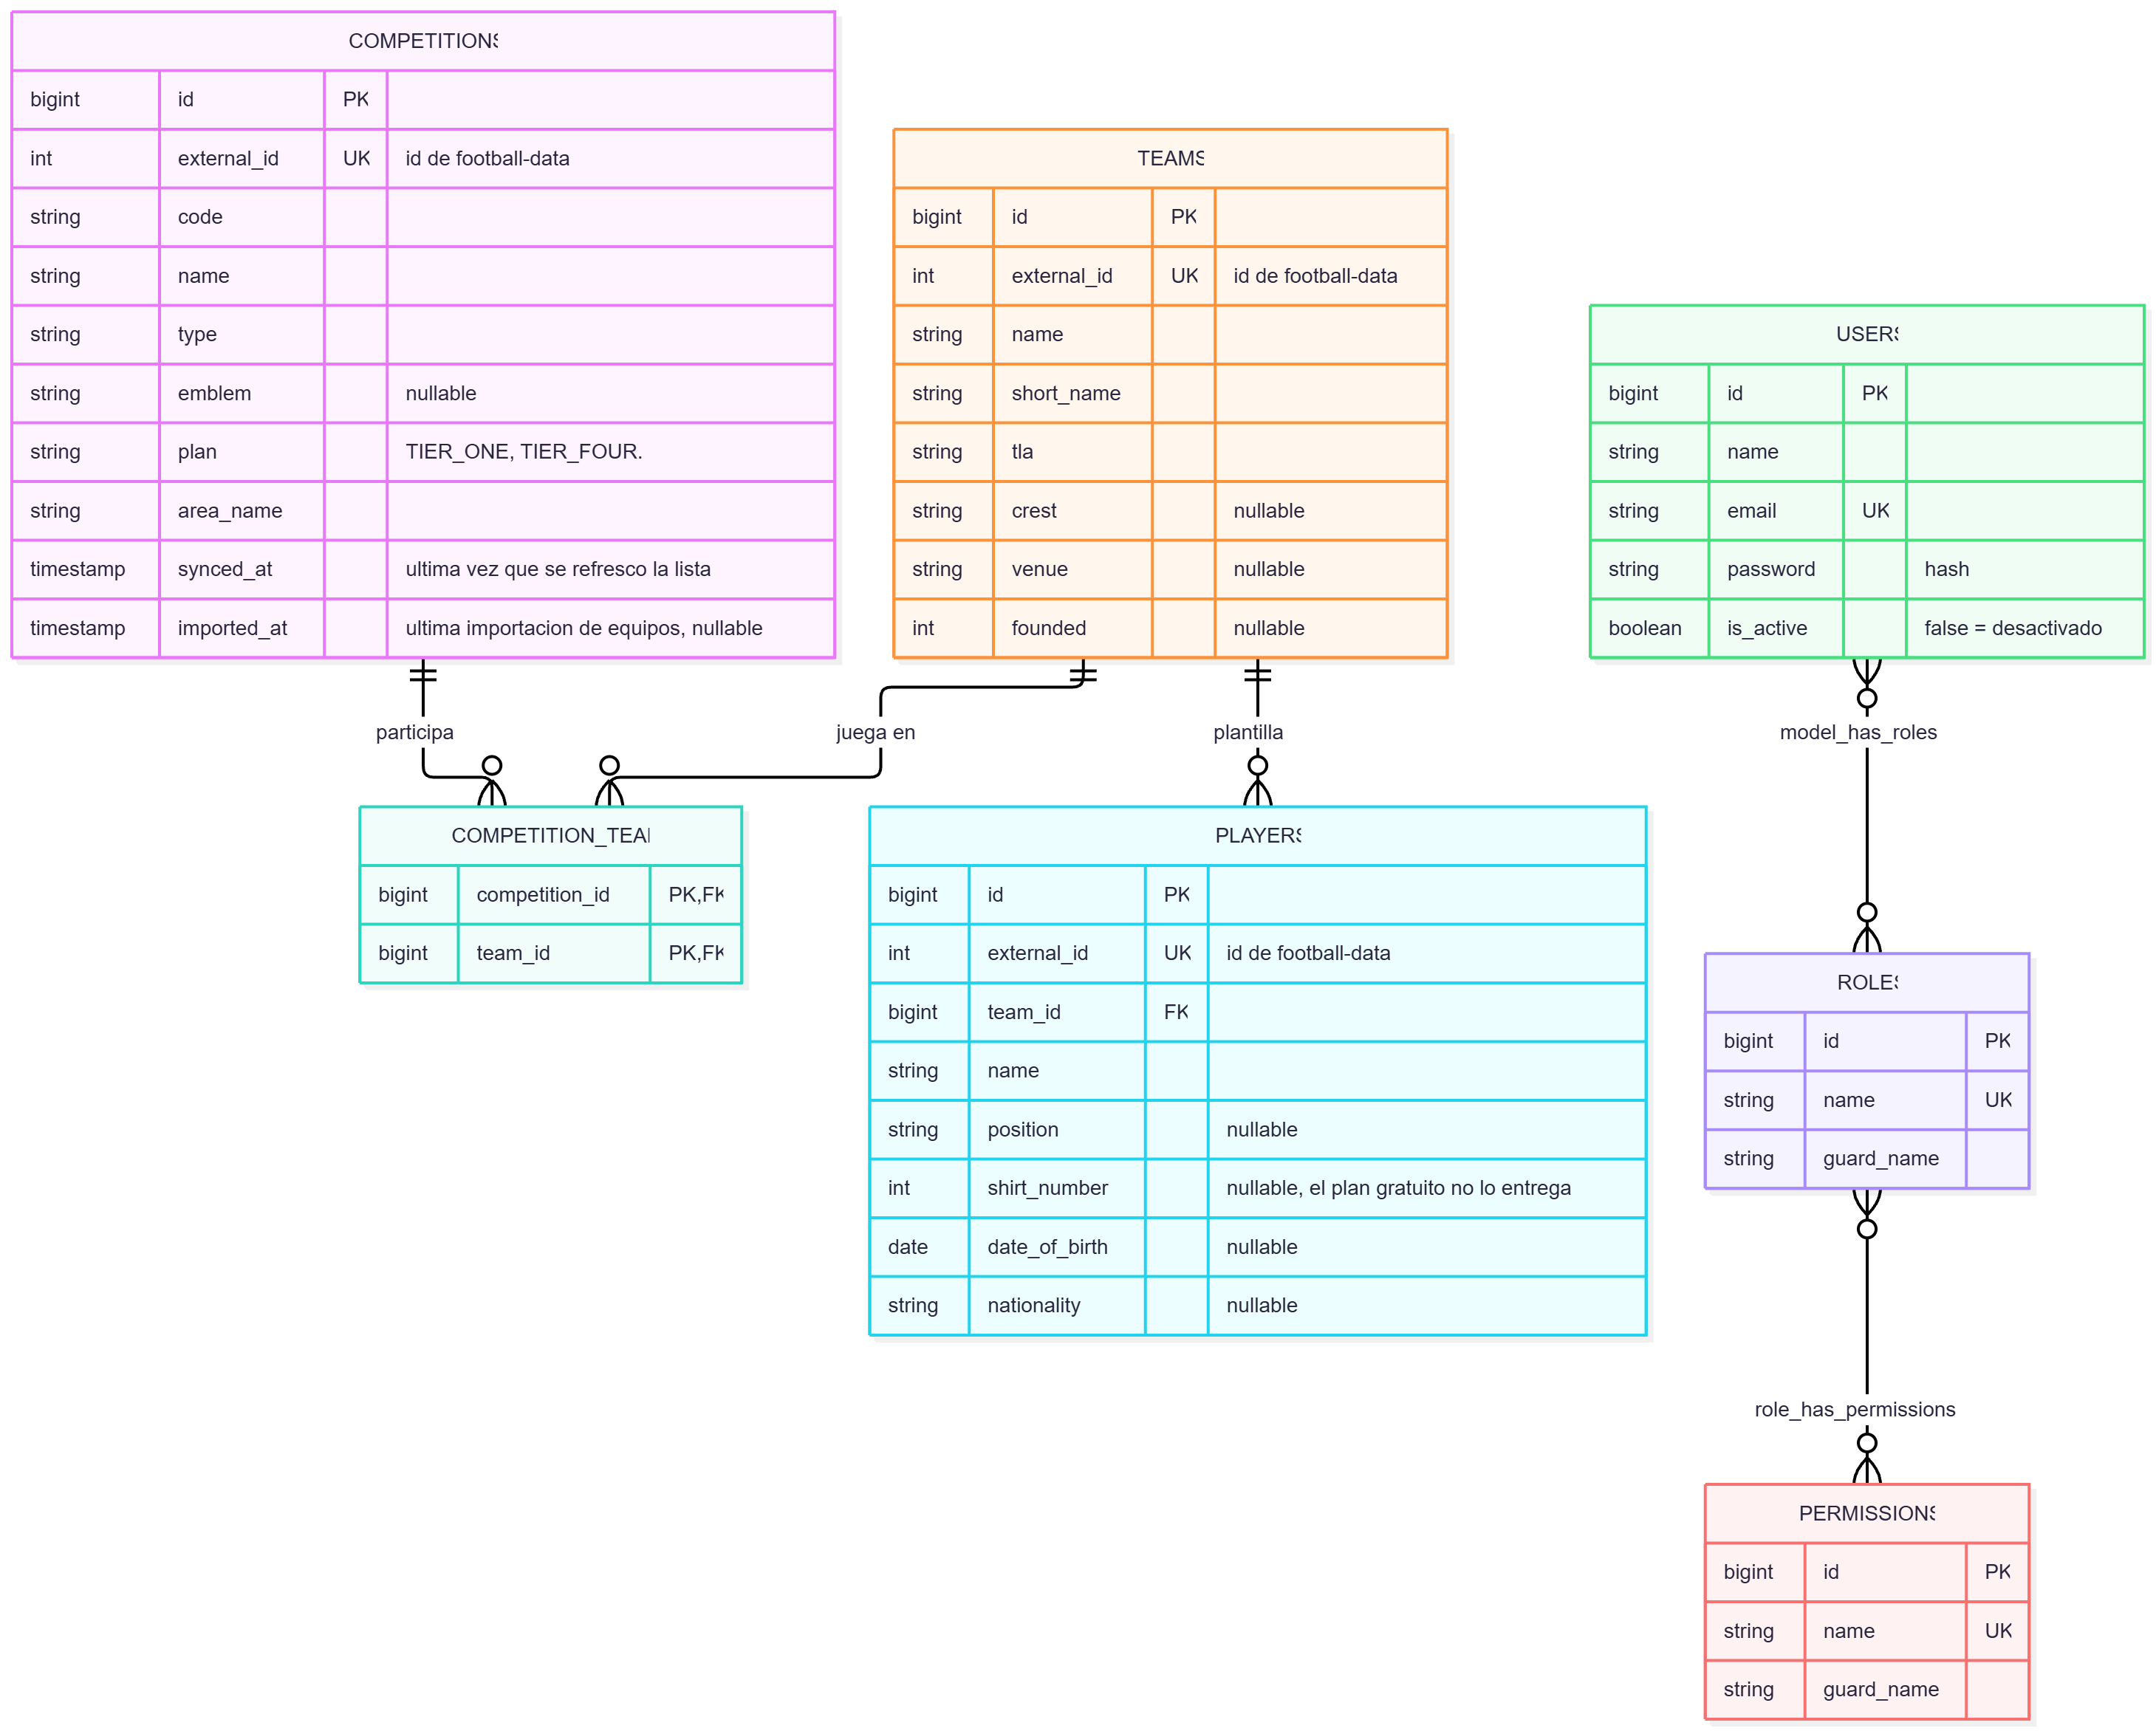 COMPETITIONS
bigint id PK
int external_id UK id de football-data
string code
string name
string type
string emblem nullable
string plan TIER_ONE, TIER_FOUR.
string area_name
timestamp synced_at ultima vez que se refresco la lista
timestamp imported_at ultima importacion de equipos, nullable
TEAMS
bigint id PK
int external_id UK id de football-data
string name
string short_name
string tla
string crest nullable
string venue nullable
int founded nullable
USERS
bigint id PK
string name
string email UK
string password hash
boolean is_active false = desactivado
participa
juega en
plantilla
model_has_roles
COMPETITION_TEA
bigint competition_id PK,FK
bigint team_id PK,FK
PLAYERS
bigint id PK
int external_id UK id de football-data
bigint team_id FK
string name
string position nullable
int shirt_number nullable, el plan gratuito no lo entrega
date date_of_birth nullable
string nationality nullable
ROLES
bigint id PK
string name UK
string guard_name
role_has_permissions
PERMISSIONS
bigint id PK
string name UK
string guard_name